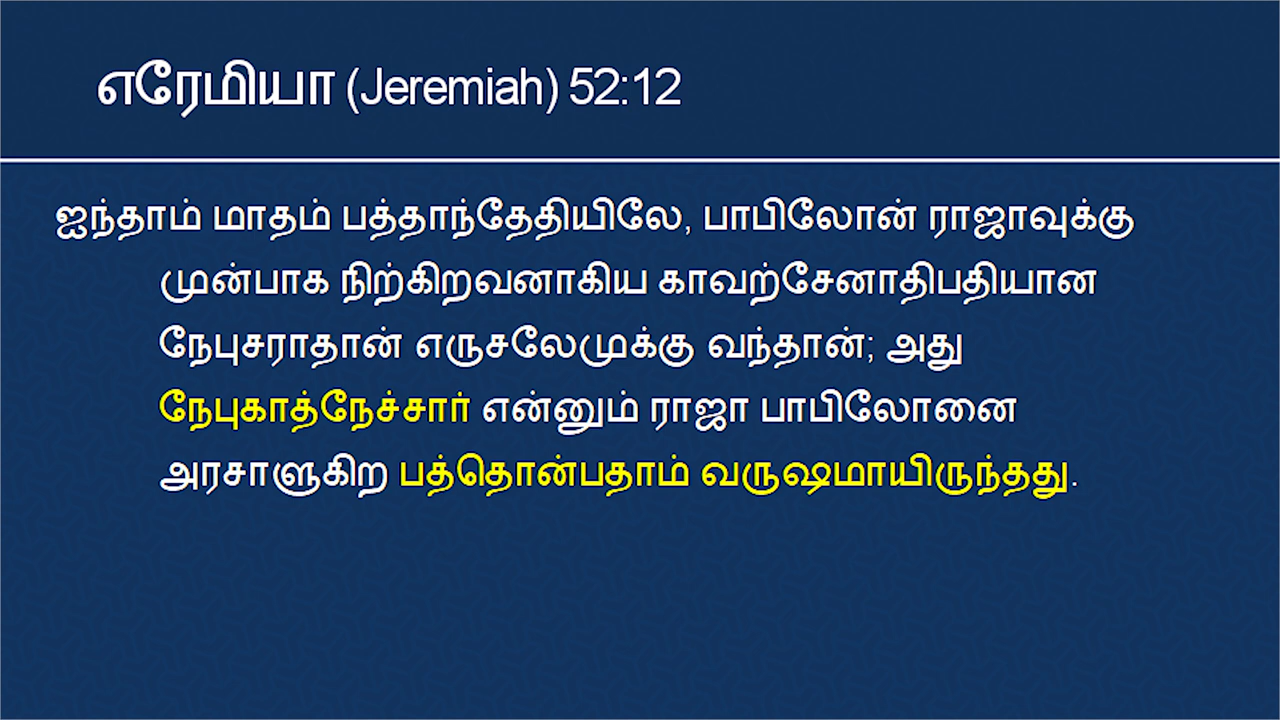 எரேமியா (Jeremiah) 52:12
ஐந்தாம் மாதம் பத்தாந்தேதியிலே, பாபிலோன் ராஜாவுக்கு
முன்பாக நிற்கிறவனாகிய காவற்சேனாதிபதியான
நேபுசராதான் எருசலேமுக்கு வந்தான்; அது
நேபுகாத்நேச்சார் என்னும் ராஜா பாபிலோனை
அரசாளுகிற பத்தொன்பதாம் வருஷமாயிருந்தது.